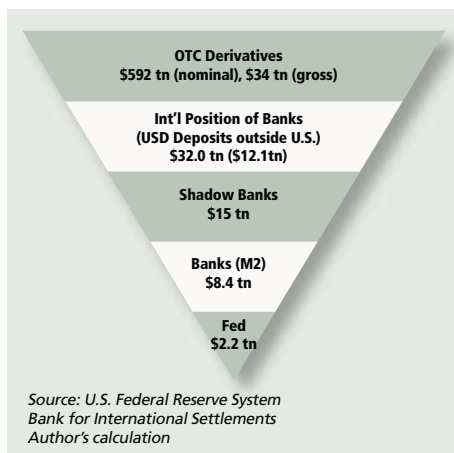 OTC Derivatives
$592 tn (nominal), $34 tn (gross)
Int'l Position of Banks
(USD Deposits outside U.S.)
$32.0 tn ($12.1tn)
Shadow Banks
$15 tn
Banks (M2)
$8.4 tn
Fed
$2.2 tn
Source: U.S. Federal Reserve System
Bank for International Settlements
Author's calculation